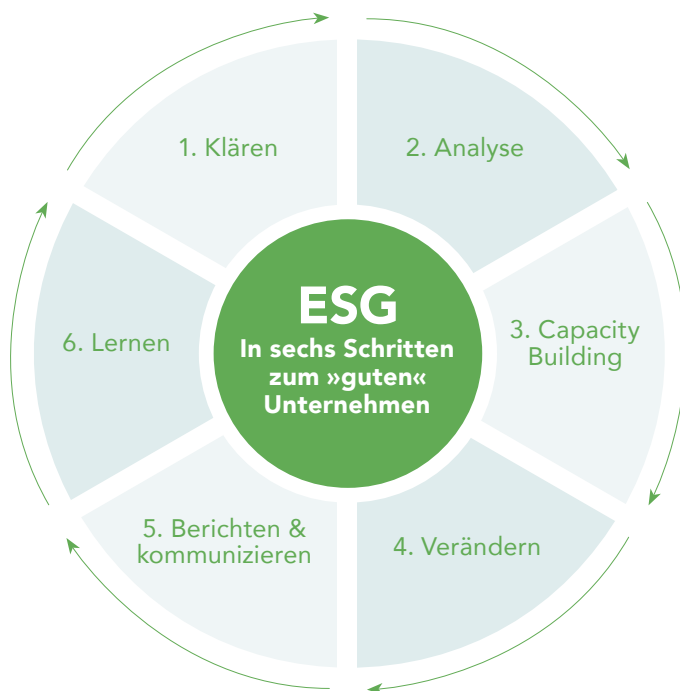 ESG
In sechs Schritten
zum »guten«
Unternehmen
1. Klären
2. Analyse
3. Capacity
Building
4. Verändern
5. Berichten &
kommunizieren
6. Lernen